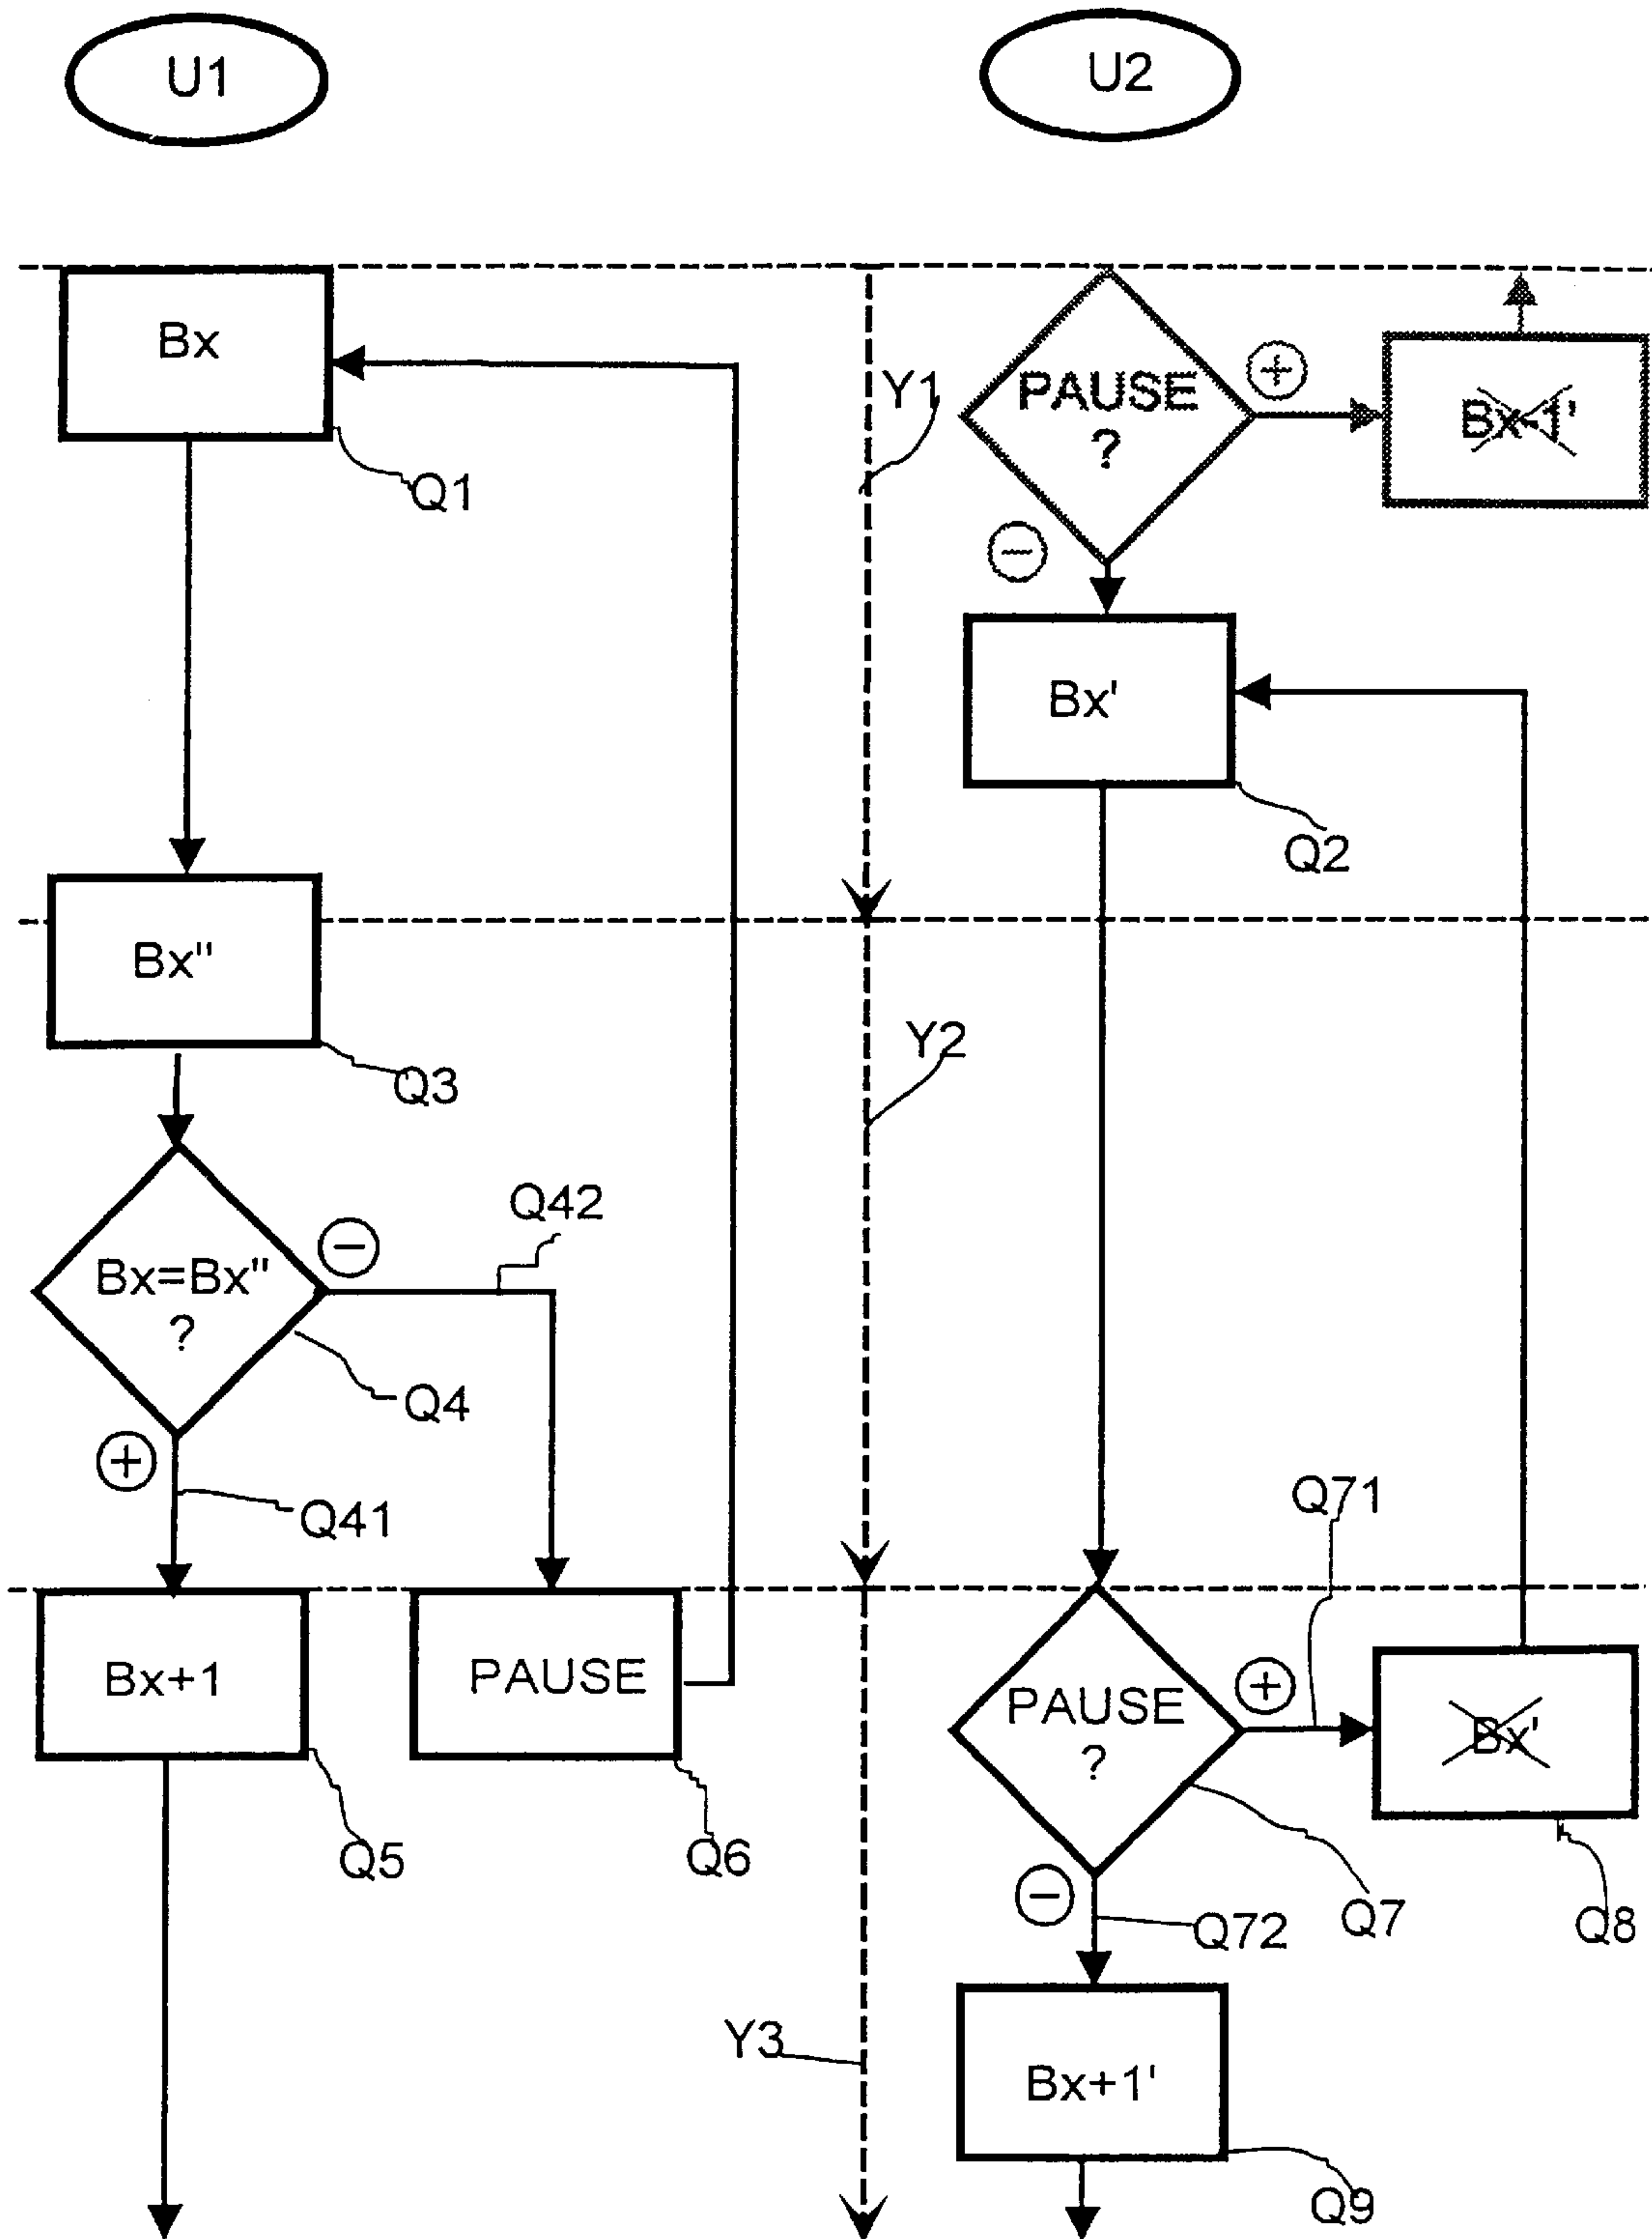 U1
U2
Bx
Q1
Y1
PAUSE
?
+
Bx-1'
−
Bx'
Q2
Bx"
Q3
Y2
Bx=Bx"
?
−
Q42
Q4
+
Q41
Q71
Bx+1
Q5
PAUSE
Q6
PAUSE
?
+
Bx'
Q7
Q8
−
Q72
Y3
Bx+1'
Q9